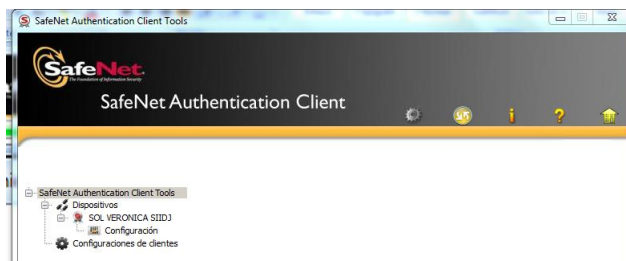 SafeNet Authentication Client Tools
SafeNet.
The Foundation of Information Security
SafeNet Authentication Client
SafeNet Authentication Client Tools
Dispositivos
SOL VERONICA SIIDJ
Configuración
Configuraciones de clientes